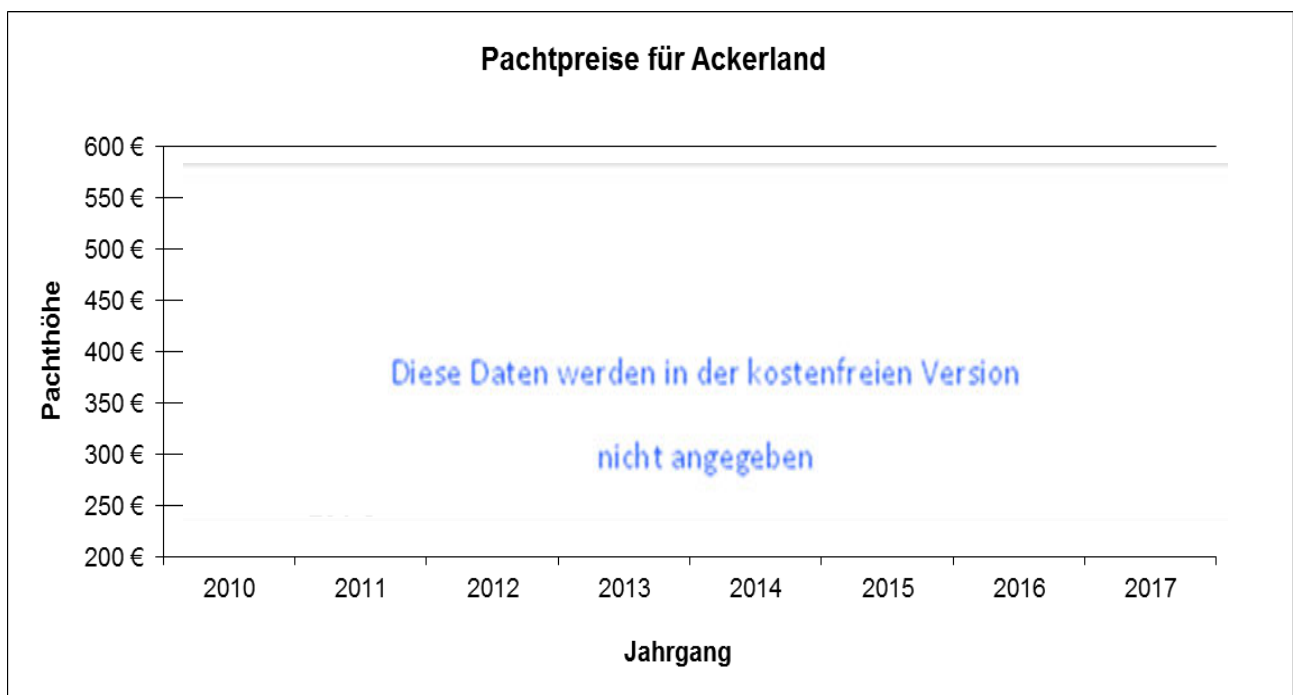 Pachtpreise für Ackerland
600 €
550 €
500 €
450 €
400 €
350 €
300 €
250 €
200 €
Pachthöhe
Diese Daten werden in der kostenfreien Version
nicht angegeben
2010 2011 2012 2013 2014 2015 2016 2017
Jahrgang